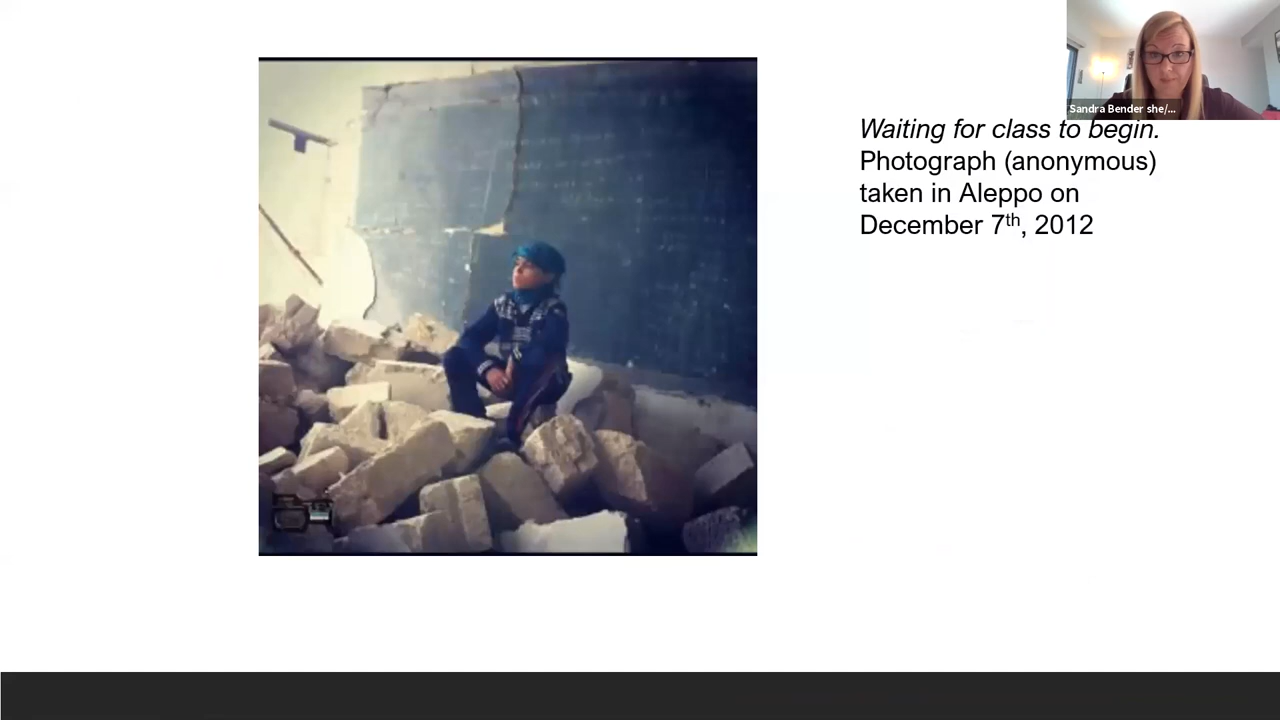 Sandra Bender she/...
Waiting for class to begin.
Photograph (anonymous)
taken in Aleppo on
December 7th, 2012